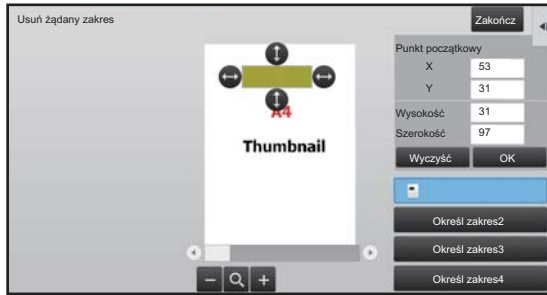 Usuń żądany zakres
Zakończ
A4
Thumbnail
Punkt początkowy
X 53
Y 31
Wysokość 31
Szerokość 97
Wyczyść OK
Określ zakres2
Określ zakres3
Określ zakres4